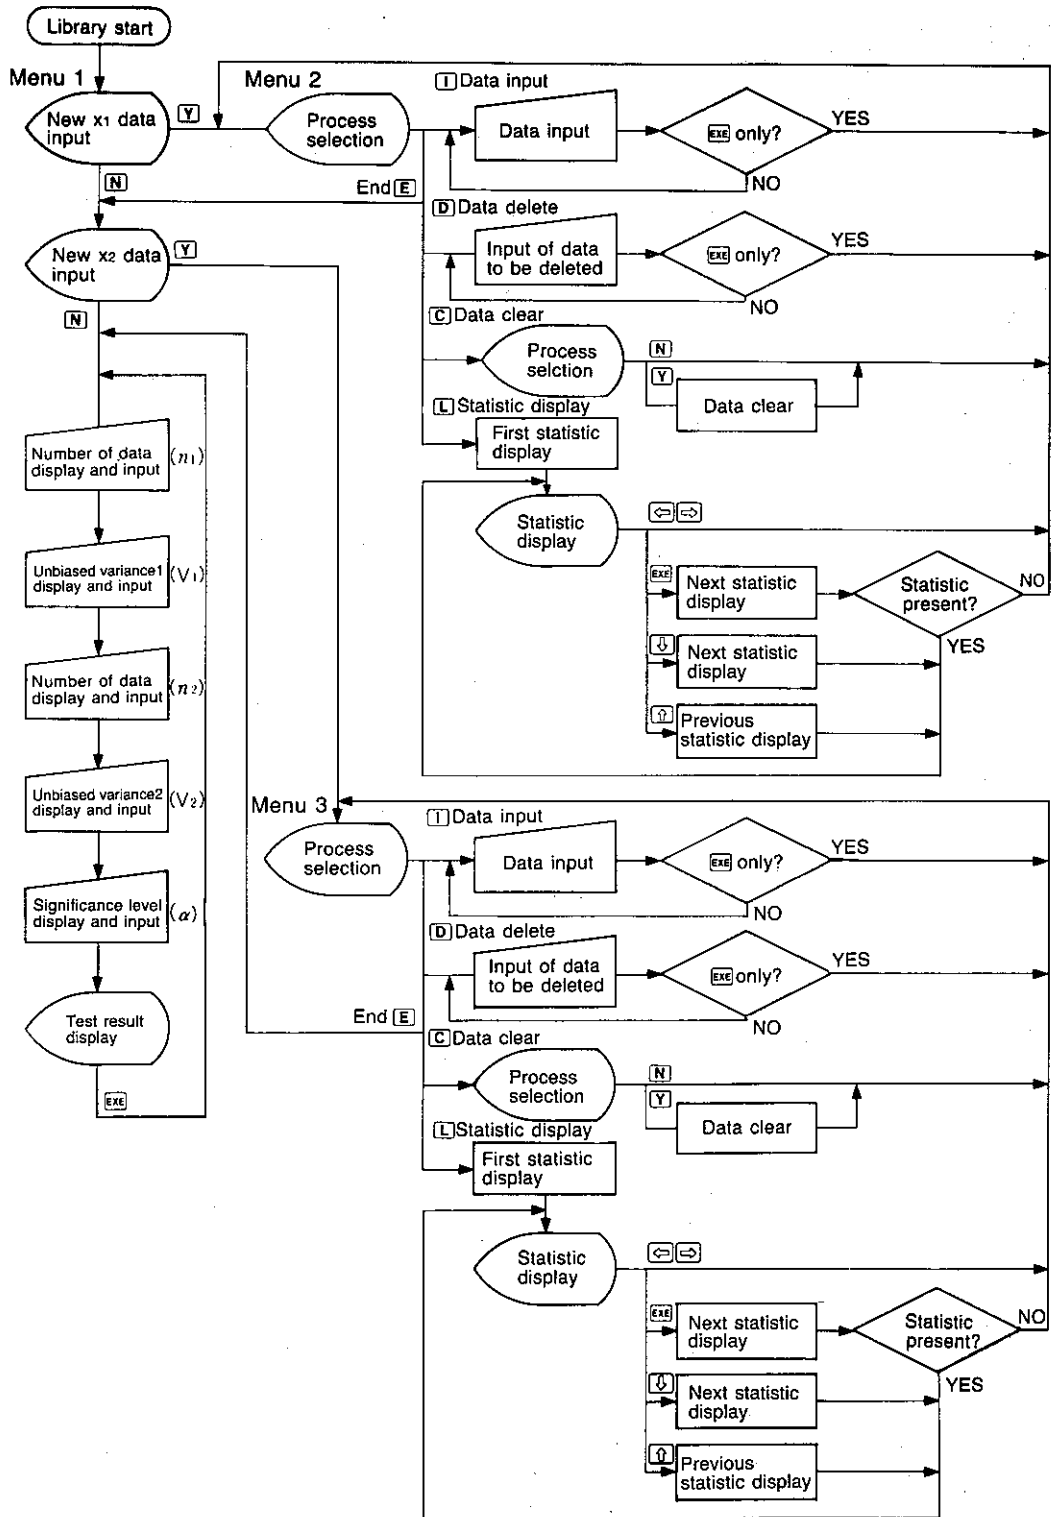 Library start
Menu 1
New x1 data
input
Y
N
New x2 data
input
Y
N
Number of data
display and input
(n1)
Unbiased variance1
display and input
(V1)
Number of data
display and input
(n2)
Unbiased variance2
display and input
(V2)
Significance level
display and input
(α)
Test result
display
EXE
Menu 2
Process
selection
End E
I Data input
Data input
EXE only?
YES
NO
D Data delete
Input of data
to be deleted
EXE only?
YES
NO
C Data clear
Process
selction
N
Y
Data clear
L Statistic display
First statistic
display
Statistic
display
⇦ ⇨
EXE
Next statistic
display
Statistic
present?
NO
YES
⇩
Next statistic
display
⇧
Previous
statistic display
Menu 3
Process
selection
End E
I Data input
Data input
EXE only?
YES
NO
D Data delete
Input of data
to be deleted
EXE only?
YES
NO
C Data clear
Process
selection
N
Y
Data clear
L Statistic display
First statistic
display
Statistic
display
⇦ ⇨
EXE
Next statistic
display
Statistic
present?
NO
YES
⇩
Next statistic
display
⇧
Previous
statistic display